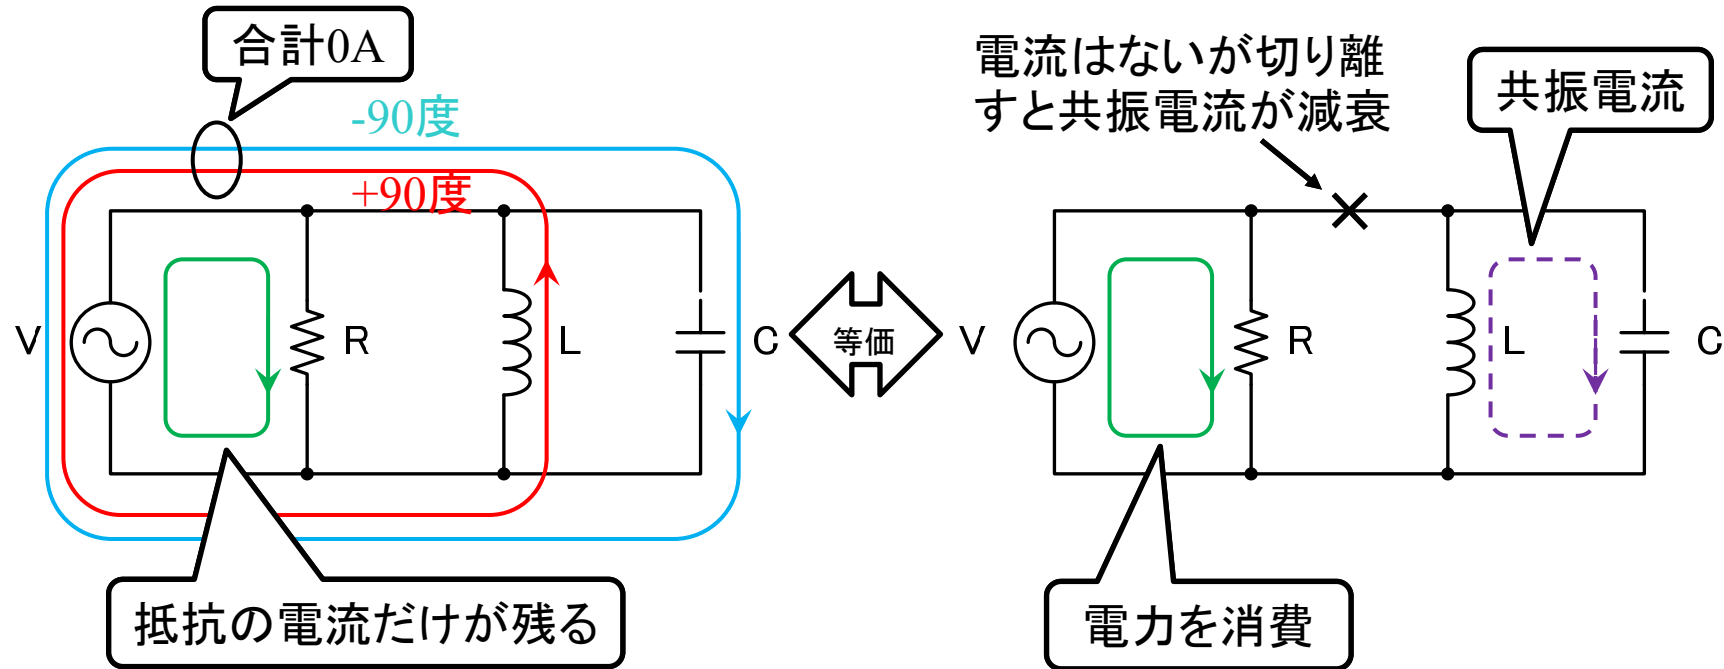 合計0A
-90度
+90度
V
R
L
C
抵抗の電流だけが残る
等価
電流はないが切り離
すと共振電流が減衰
共振電流
V
R
L
C
電力を消費